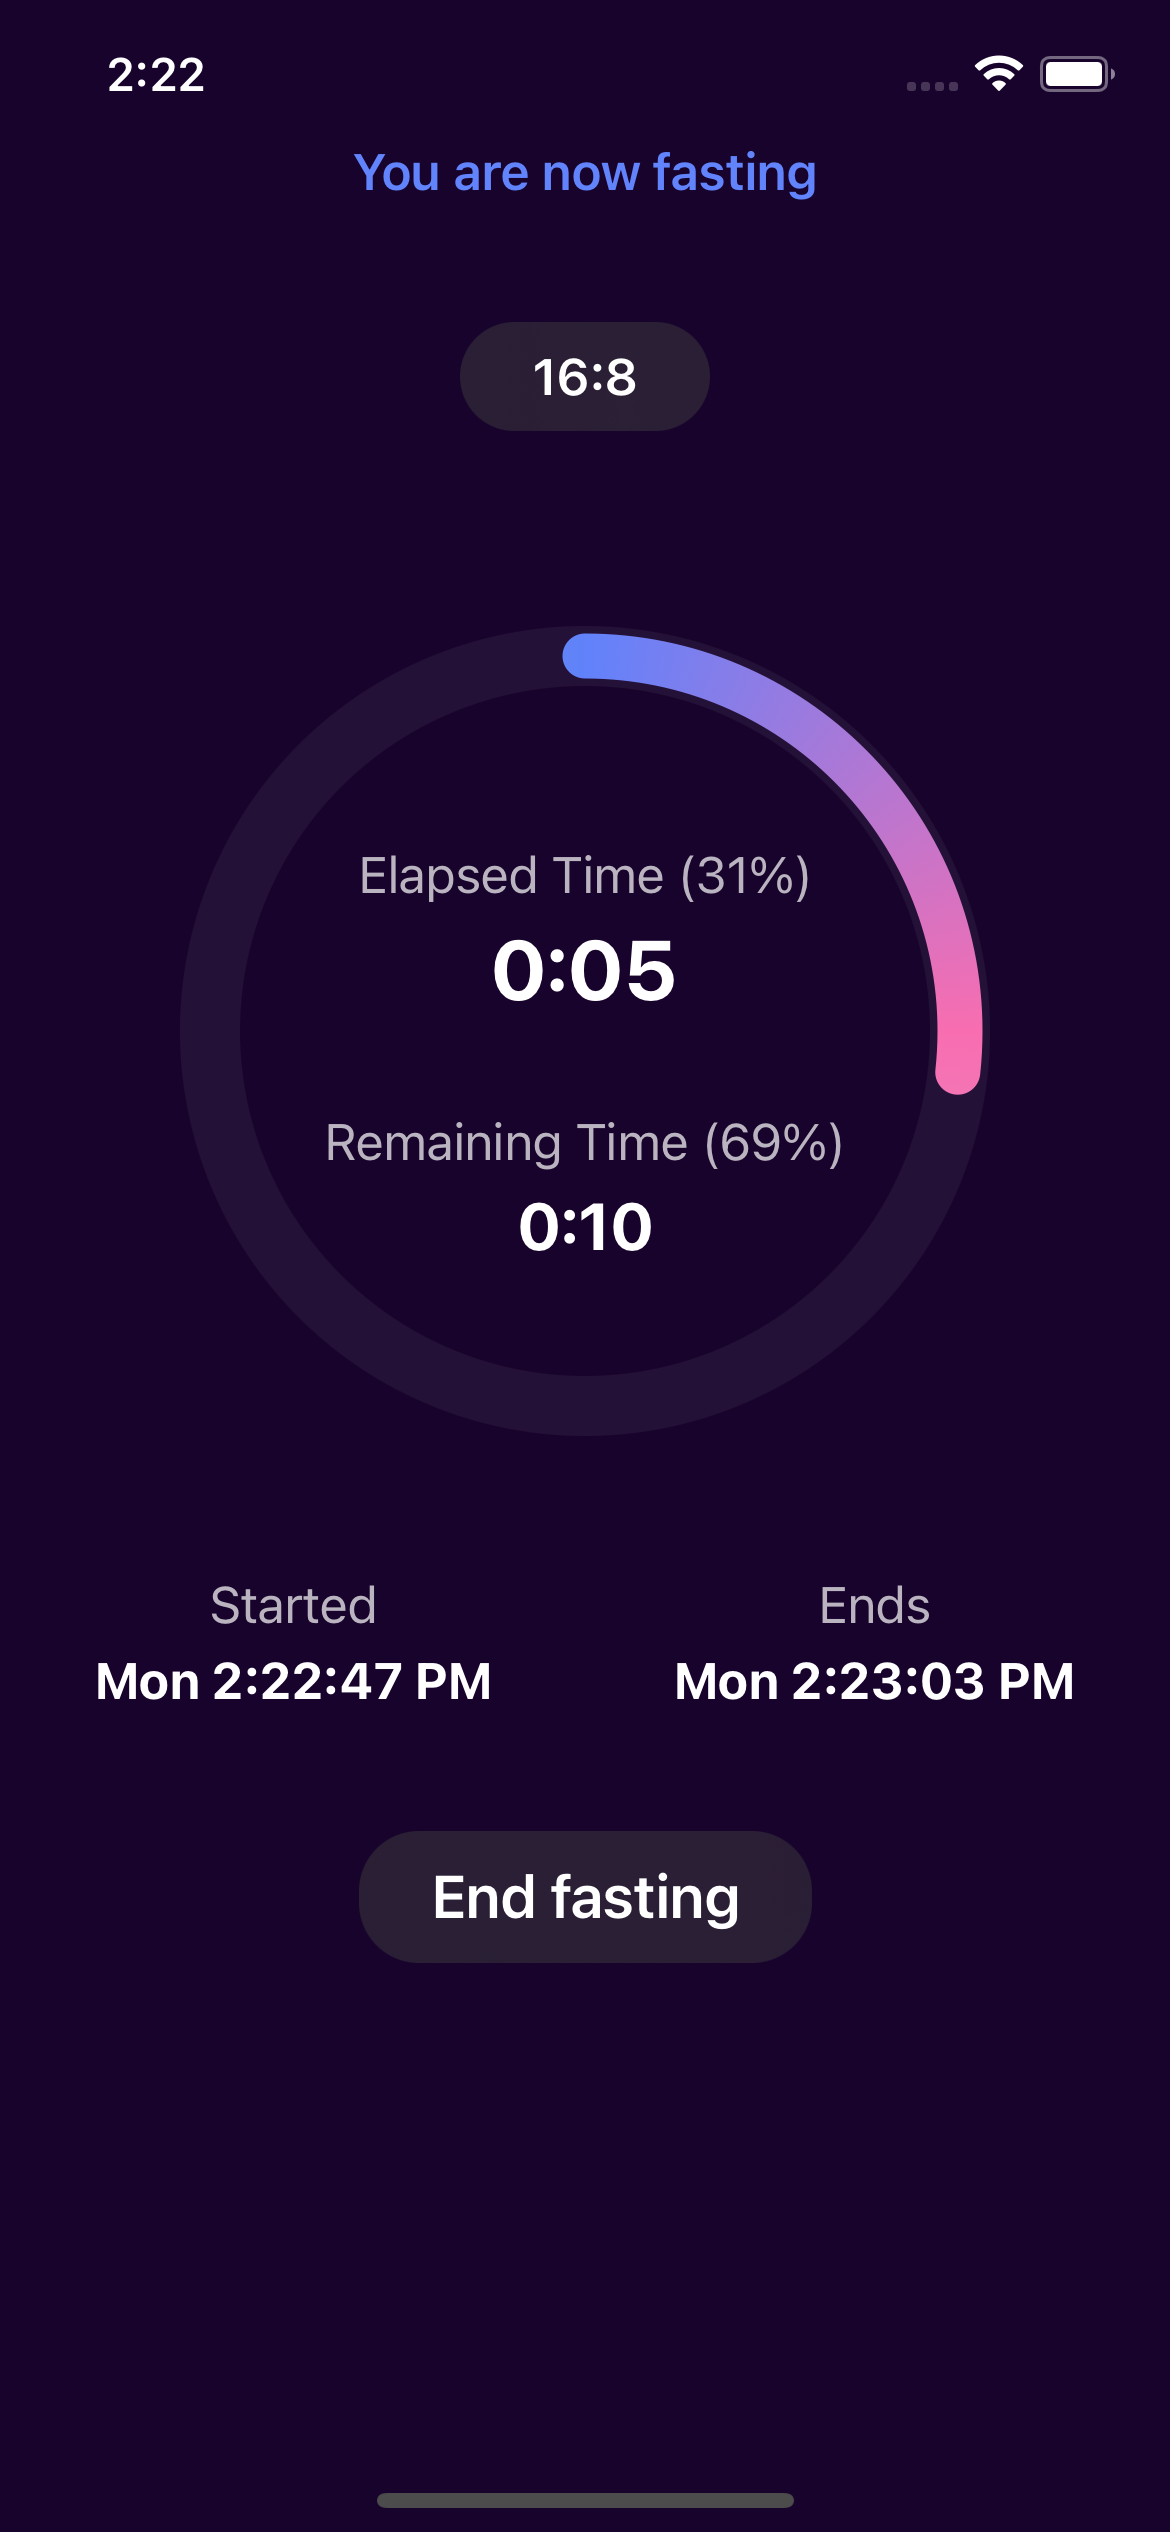 2:22
You are now fasting
16:8
Elapsed Time (31%)
0:05
Remaining Time (69%)
0:10
Started
Ends
Mon 2:22:47 PM
Mon 2:23:03 PM
End fasting